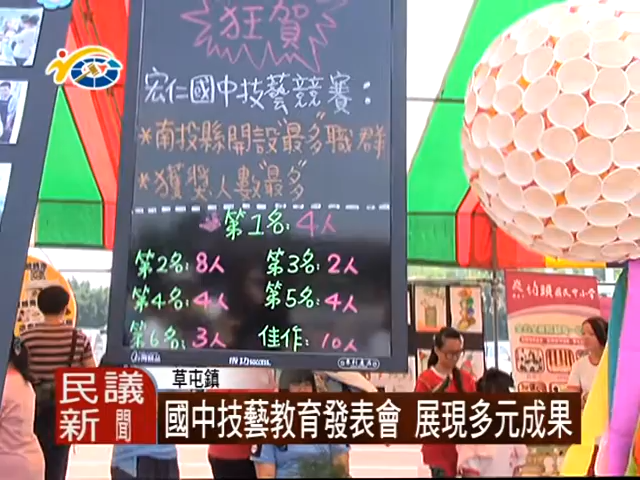 狂賀
宏仁國中技藝競賽：
*南投縣開設"最多"職群
*獲獎人數"最多"
第1名：4人
第2名：8人 第3名：2人
第4名：4人 第5名：4人
第6名：3人 佳作：10人
成功 SUCCESS.
草屯鎮
民議新聞
國中技藝教育發表會 展現多元成果